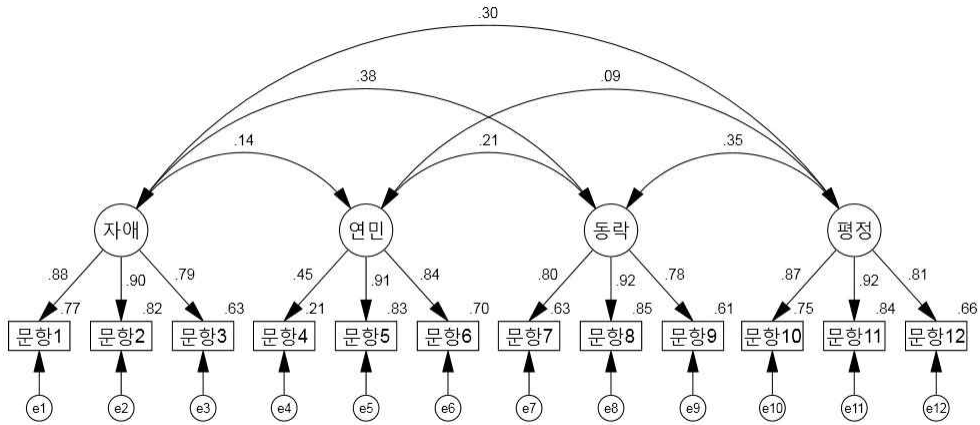 .30
.38 .09
.14 .21 .35
자애 연민 동락 평정
.88 .90 .79 .45 .91 .84 .80 .92 .78 .87 .92 .81
.77 .82 .63 .21 .83 .70 .63 .85 .61 .75 .84 .66
문항1 문항2 문항3 문항4 문항5 문항6 문항7 문항8 문항9 문항10 문항11 문항12
e1 e2 e3 e4 e5 e6 e7 e8 e9 e10 e11 e12